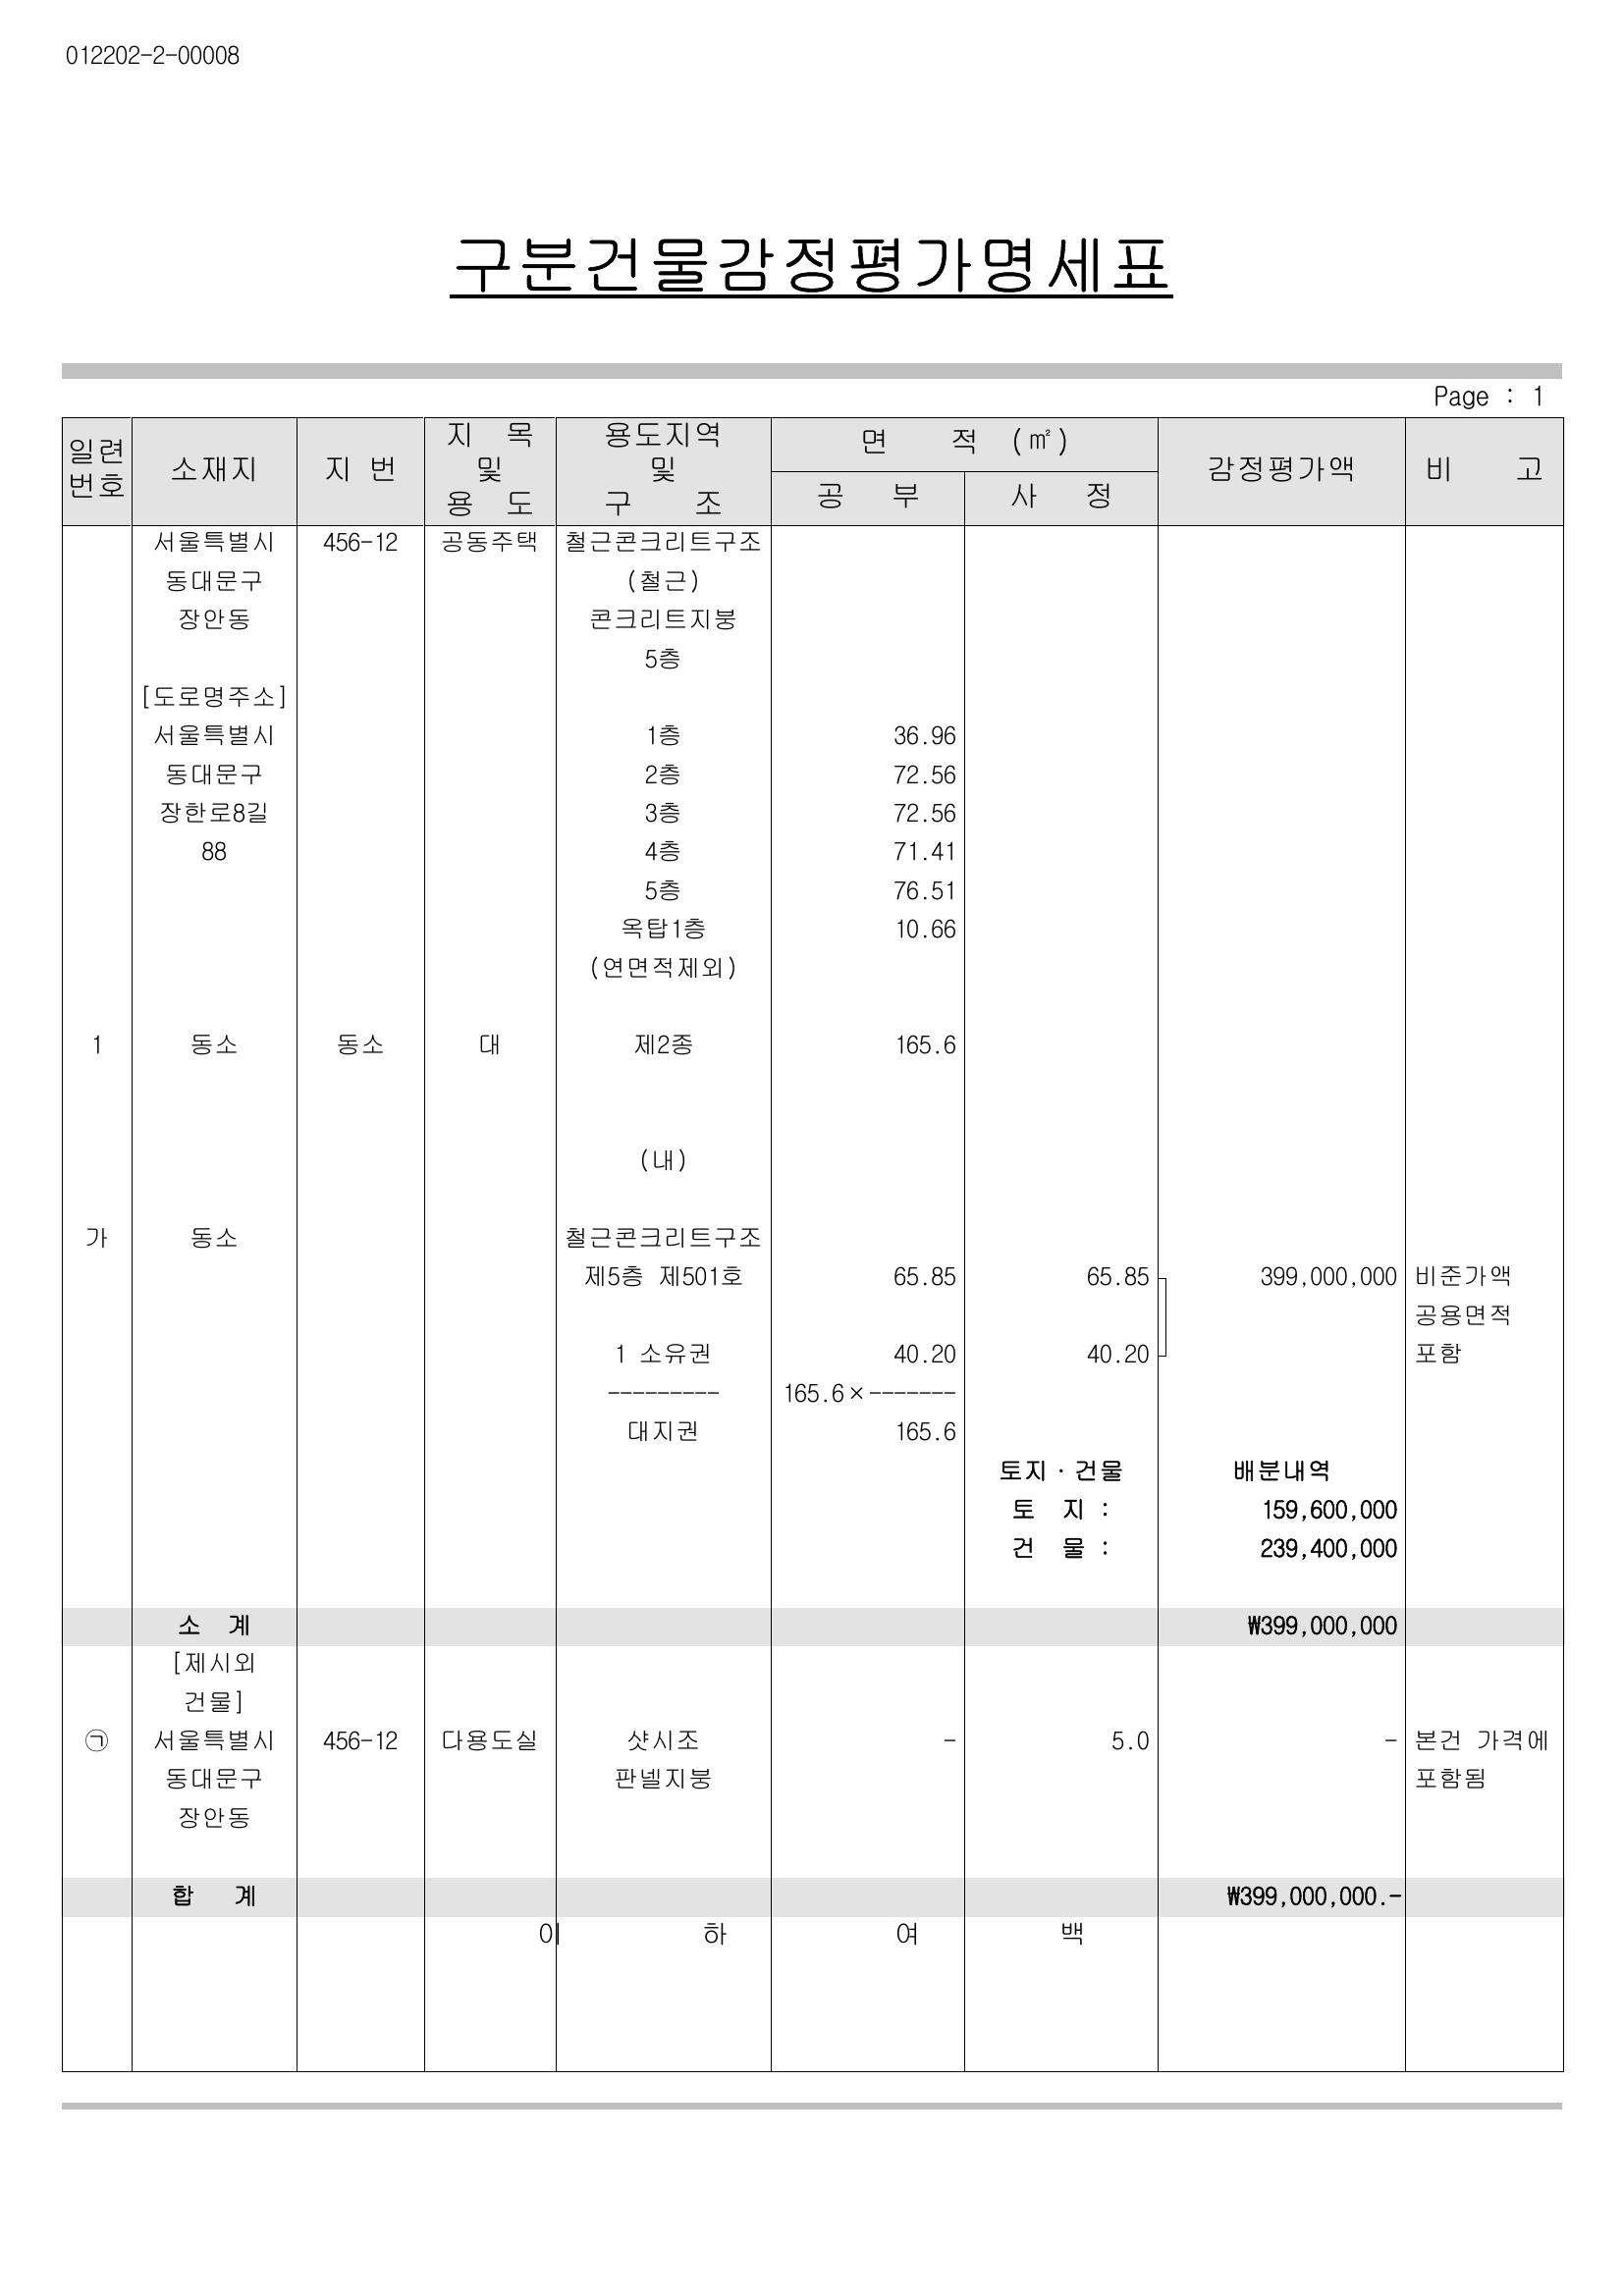 012202-2-00008
구분건물감정평가명세표
Page : 1
일련번호 소재지 지 번 지 목 및 용 도 용도지역 및 구 조 면 적 (㎡) 감정평가액 비 고
공 부 사 정
서울특별시 456-12 공동주택 철근콘크리트구조
동대문구 (철근)
장안동 콘크리트지붕
5층
[도로명주소]
서울특별시 1층 36.96
동대문구 2층 72.56
장한로8길 3층 72.56
88 4층 71.41
5층 76.51
옥탑1층 10.66
(연면적제외)
1 동소 동소 대 제2종 165.6
(내)
가 동소 철근콘크리트구조
제5층 제501호 65.85 65.85 399,000,000 비준가액
공용면적
1 소유권 40.20 40.20 포함
--------- 165.6×-------
대지권 165.6
토지·건물 배분내역
토 지 : 159,600,000
건 물 : 239,400,000
소 계 ₩399,000,000
[제시외
건물]
㉠ 서울특별시 456-12 다용도실 샷시조 - 5.0 - 본건 가격에
동대문구 판넬지붕 포함됨
장안동
합 계 ₩399,000,000.-
이 하 여 백